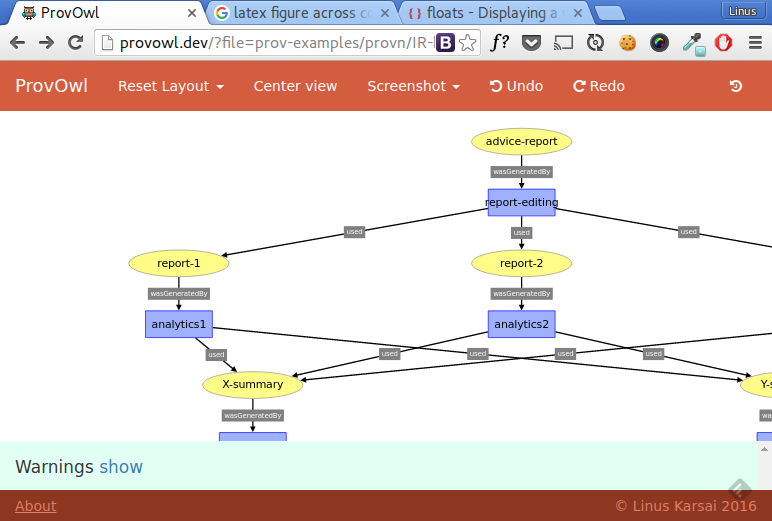 ProvOwl
latex figure across co
floats - Displaying a
Linus
provowl.dev/?file=prov-examples/provn/IR-
B
f?
ProvOwl Reset Layout Center view Screenshot Undo Redo
advice-report
wasGeneratedBy
report-editing
used used used
report-1 report-2
wasGeneratedBy wasGeneratedBy
analytics1 analytics2
used used used used used
X-summary Y-s
wasGeneratedBy wa
Warnings show
About © Linus Karsai 2016